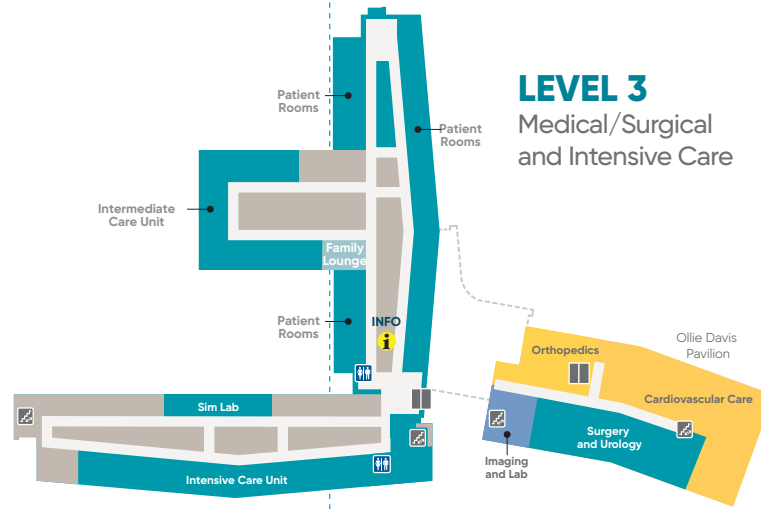 LEVEL 3
Medical/Surgical
and Intensive Care
Patient
Rooms
Patient
Rooms
Intermediate
Care Unit
Family
Lounge
Patient
Rooms
INFO
i
Ollie Davis
Pavilion
Orthopedics
Cardiovascular Care
Sim Lab
Surgery
and Urology
Imaging
and Lab
Intensive Care Unit